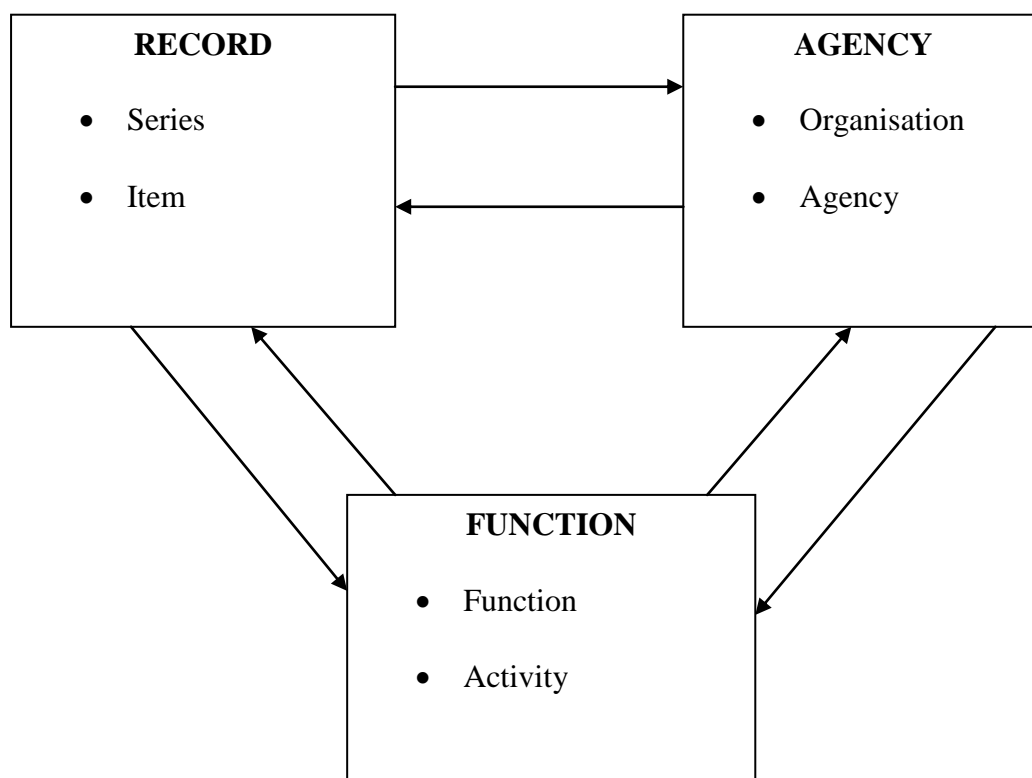 RECORD
• Series
• Item
AGENCY
• Organisation
• Agency
FUNCTION
• Function
• Activity